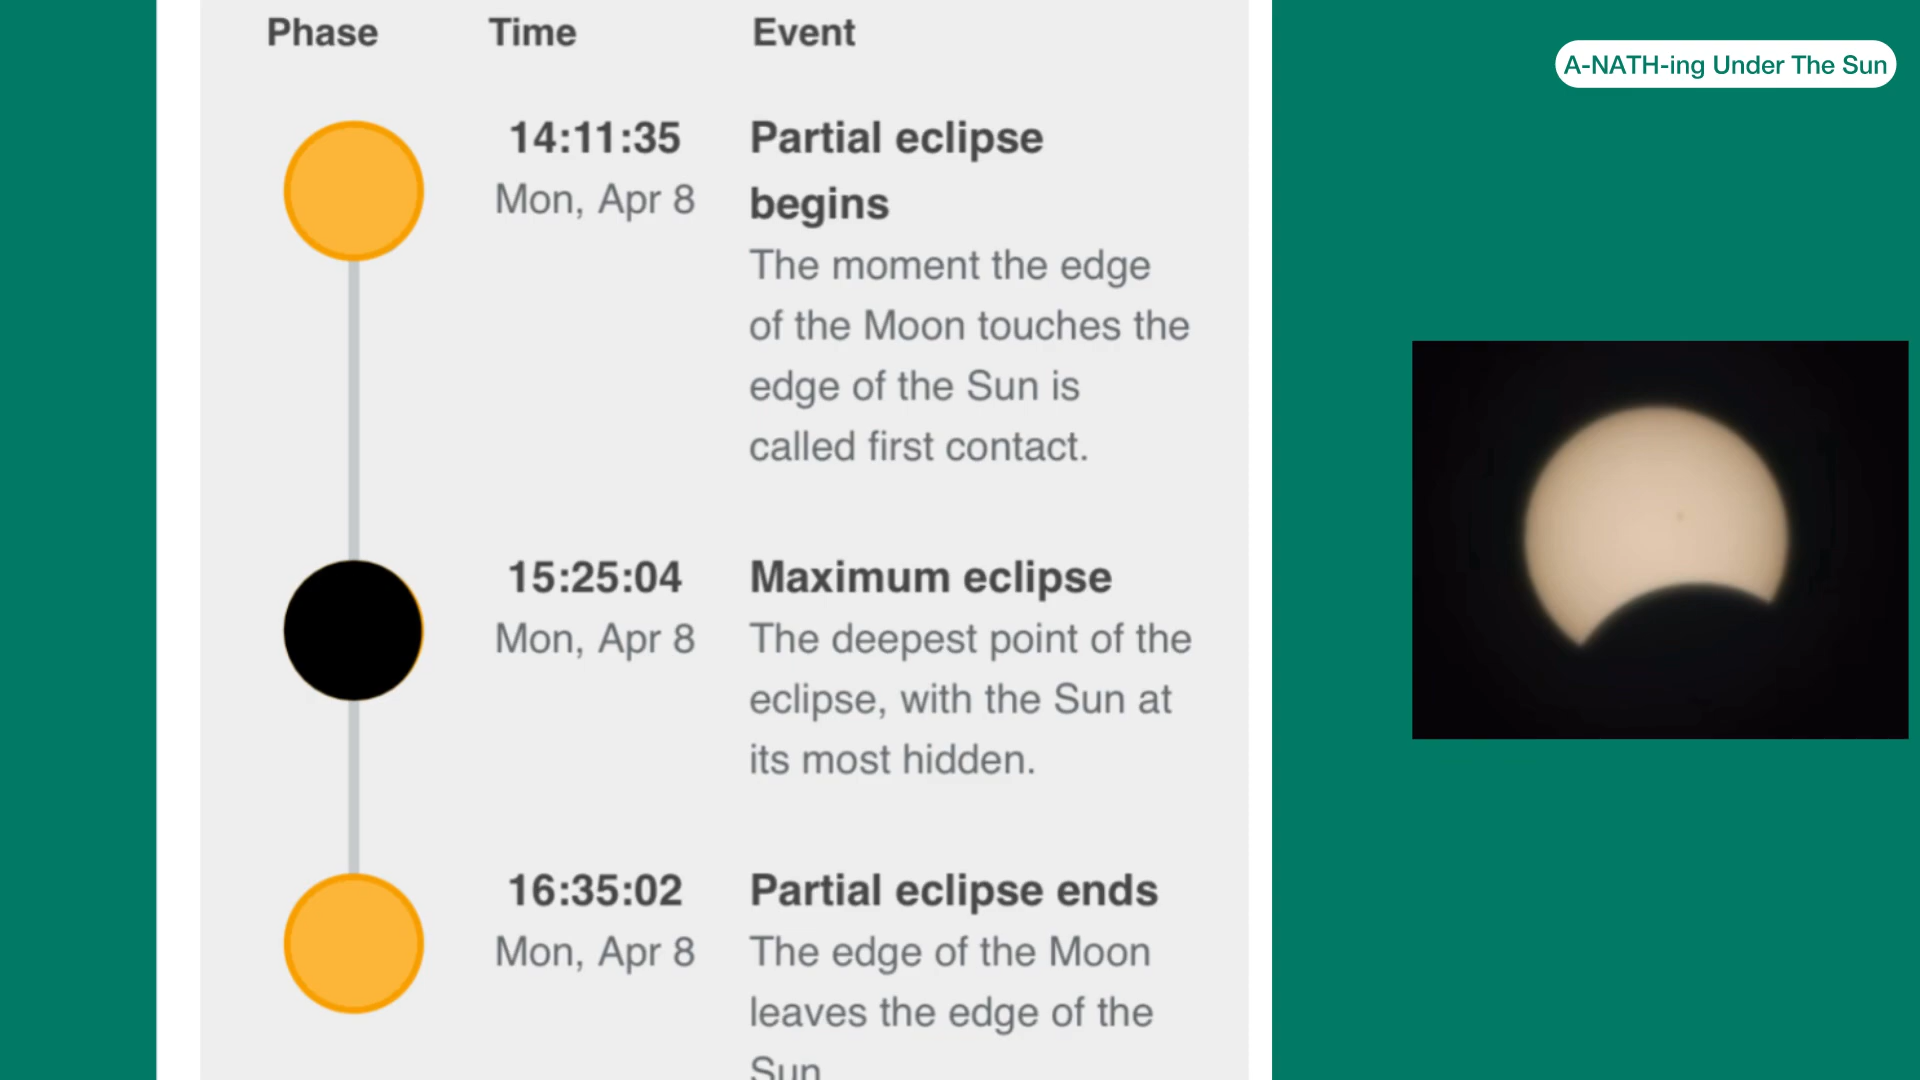 Phase Time Event
A-NATH-ing Under The Sun
14:11:35
Mon, Apr 8
Partial eclipse
begins
The moment the edge
of the Moon touches the
edge of the Sun is
called first contact.
15:25:04
Mon, Apr 8
Maximum eclipse
The deepest point of the
eclipse, with the Sun at
its most hidden.
16:35:02
Mon, Apr 8
Partial eclipse ends
The edge of the Moon
leaves the edge of the
Sun